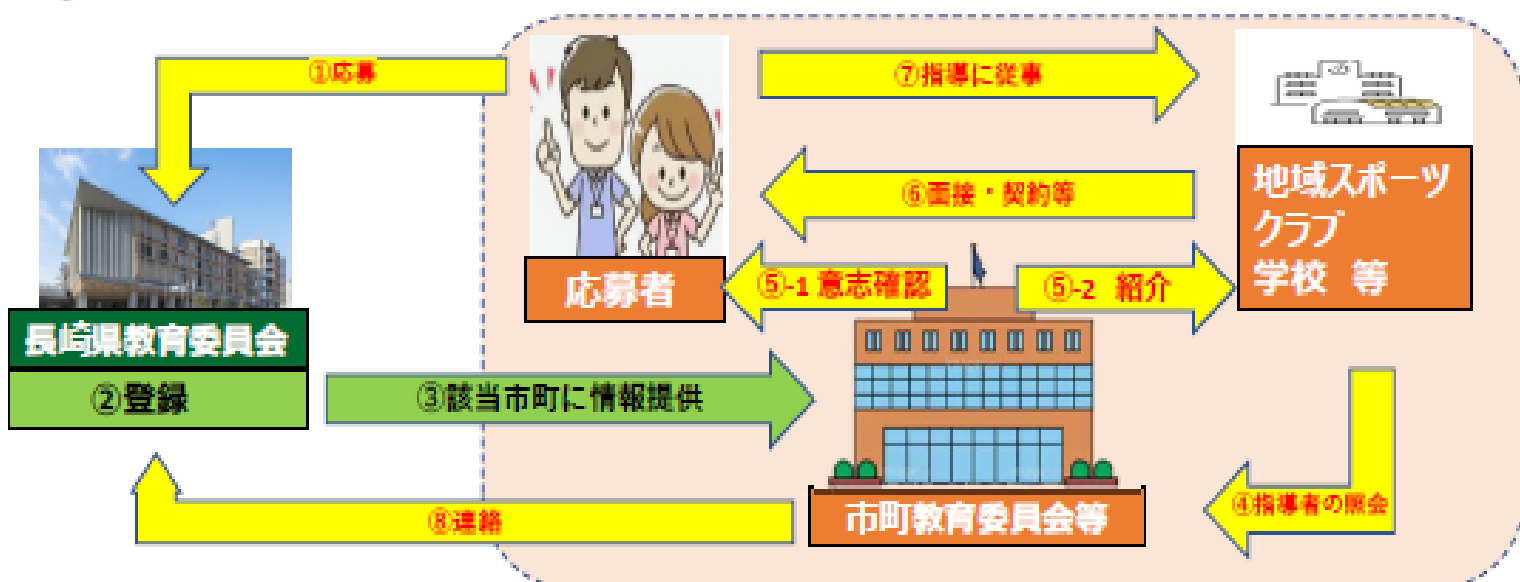 ①応募
⑦指導に従事
⑥面接・契約等
地域スポーツ
クラブ
学校 等
応募者
⑤-1 意志確認
⑤-2 紹介
長崎県教育委員会
②登録
③該当市町に情報提供
④指導者の照会
市町教育委員会等
⑧連絡